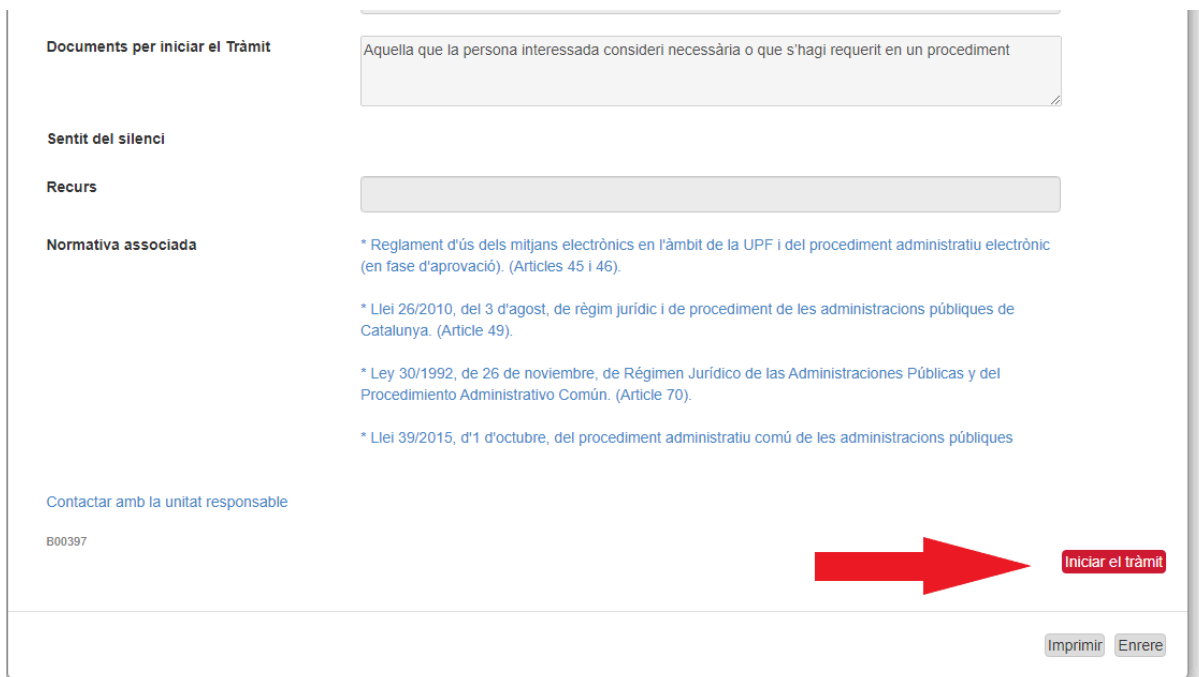 Documents per iniciar el Tràmit
Aquella que la persona interessada consideri necessària o que s'hagi requerit en un procediment
Sentit del silenci
Recurs
Normativa associada
* Reglament d'ús dels mitjans electrònics en l'àmbit de la UPF i del procediment administratiu electrònic
(en fase d'aprovació). (Articles 45 i 46).
* Llei 26/2010, del 3 d'agost, de règim jurídic i de procediment de les administracions públiques de
Catalunya. (Article 49).
* Ley 30/1992, de 26 de noviembre, de Régimen Jurídico de las Administraciones Públicas y del
Procedimiento Administrativo Común. (Article 70).
* Llei 39/2015, d'1 d'octubre, del procediment administratiu comú de les administracions públiques
Contactar amb la unitat responsable
B00397
Iniciar el tràmit
Imprimir Enrere